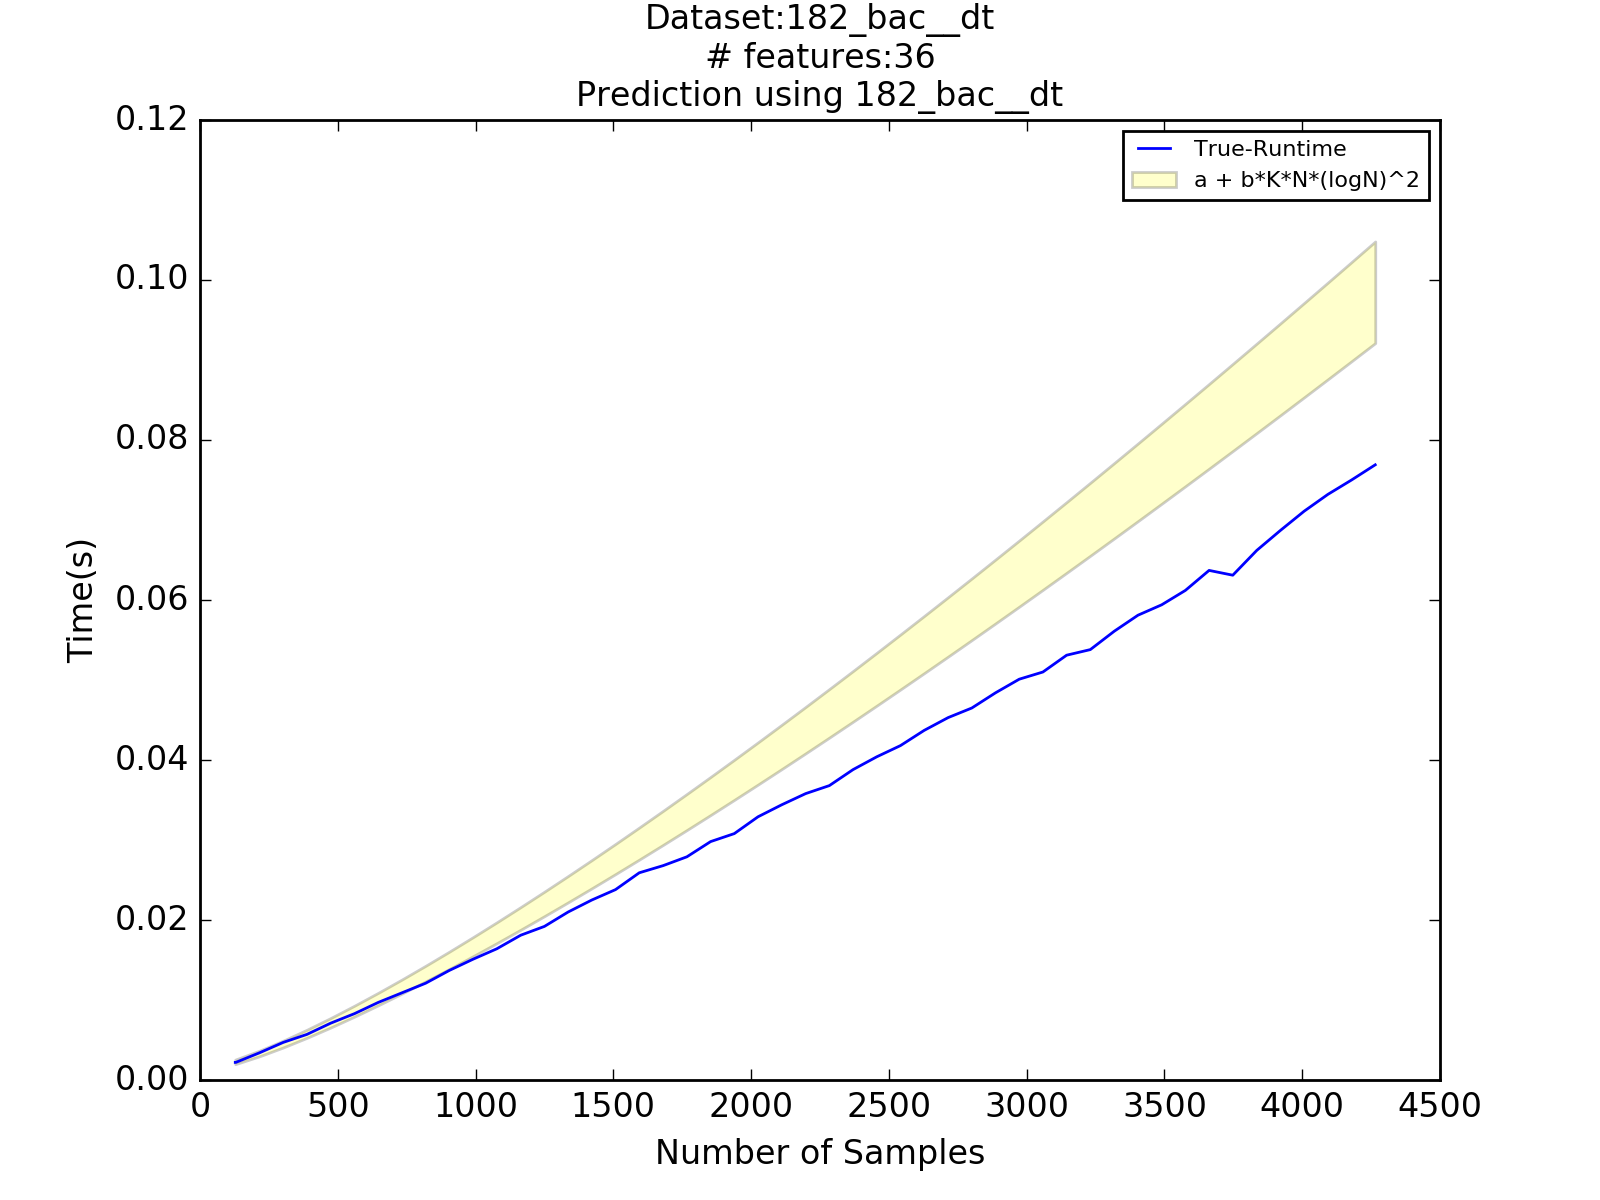 Dataset:182_bac__dt
# features:36
Prediction using 182_bac__dt
0.12
0.10
0.08
0.06
0.04
0.02
0.00
Time(s)
True-Runtime
a + b*K*N*(logN)^2
0 500 1000 1500 2000 2500 3000 3500 4000 4500
Number of Samples